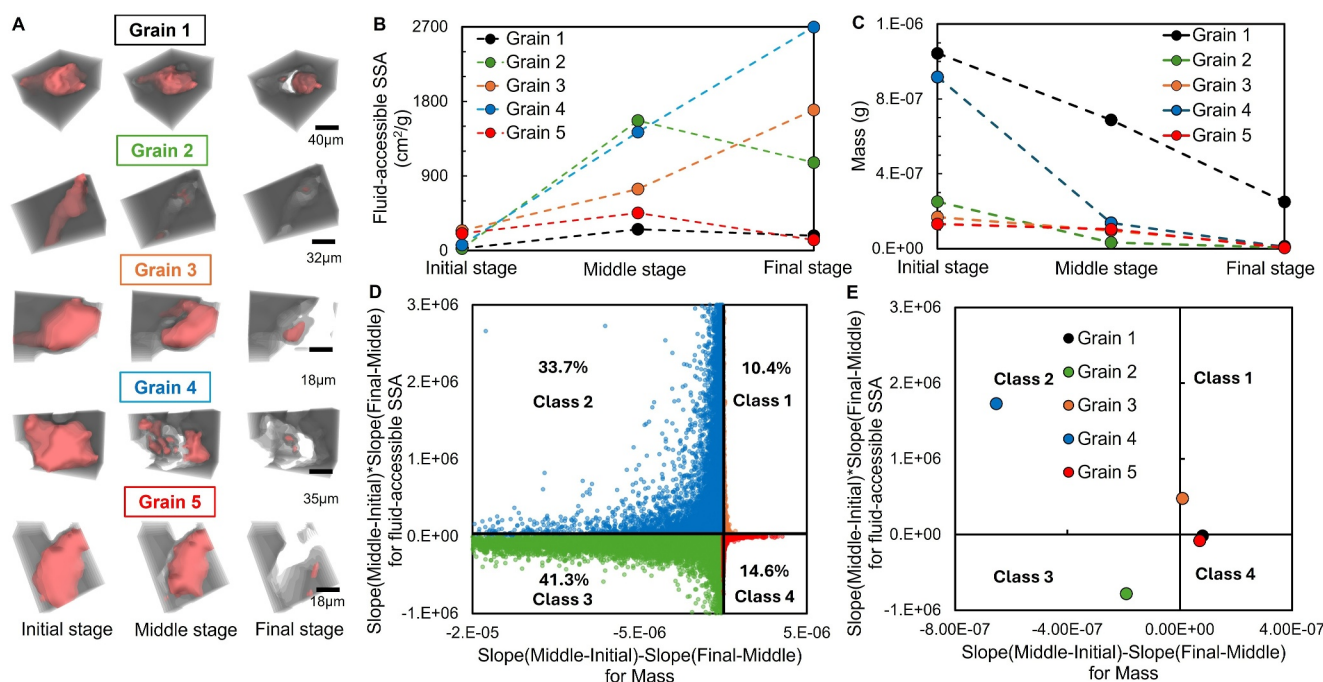 A
Grain 1
40μm
Grain 2
32μm
Grain 3
18μm
Grain 4
35μm
Grain 5
18μm
Initial stage Middle stage Final stage
B
Fluid-accessible SSA
(cm²/g)
2700
1800
900
0
Grain 1
Grain 2
Grain 3
Grain 4
Grain 5
Initial stage Middle stage Final stage
C
Mass (g)
1.E-06
8.E-07
4.E-07
0.E+00
Grain 1
Grain 2
Grain 3
Grain 4
Grain 5
Initial stage Middle stage Final stage
D
Slope(Middle-Initial)*Slope(Final-Middle)
for fluid-accessible SSA
3.E+06
2.E+06
1.E+06
0.E+00
-1.E+06
33.7%
Class 2
10.4%
Class 1
41.3%
Class 3
14.6%
Class 4
-2.E-05 -5.E-06 5.E-06
Slope(Middle-Initial)-Slope(Final-Middle)
for Mass
E
Slope(Middle-Initial)*Slope(Final-Middle)
for fluid-accessible SSA
3.E+06
2.E+06
1.E+06
0.E+00
-1.E+06
Grain 1
Grain 2
Grain 3
Grain 4
Grain 5
Class 2
Class 1
Class 3
Class 4
-8.00E-07 -4.00E-07 0.00E+00 4.00E-07
Slope(Middle-Initial)-Slope(Final-Middle)
for Mass